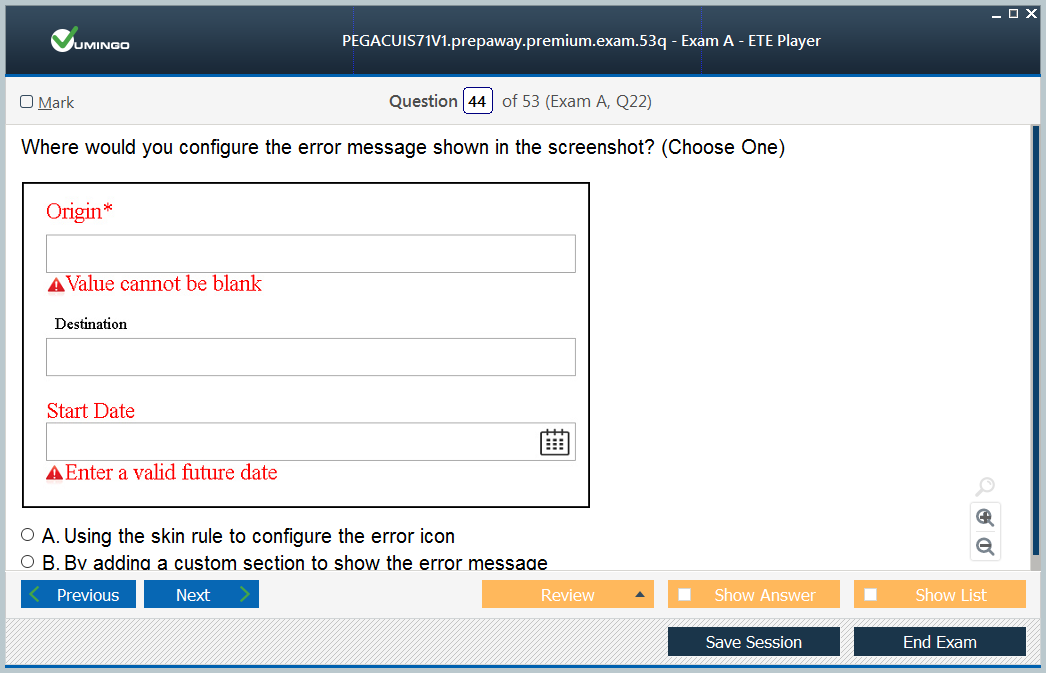 VUMINGO
PEGACUIS71V1.prepaway.premium.exam.53q - Exam A - ETE Player
Mark
Question 44 of 53 (Exam A, Q22)
Where would you configure the error message shown in the screenshot? (Choose One)
Origin*
Value cannot be blank
Destination
Start Date
Enter a valid future date
A. Using the skin rule to configure the error icon
B. By adding a custom section to show the error message
Previous
Next
Review
Show Answer
Show List
Save Session
End Exam